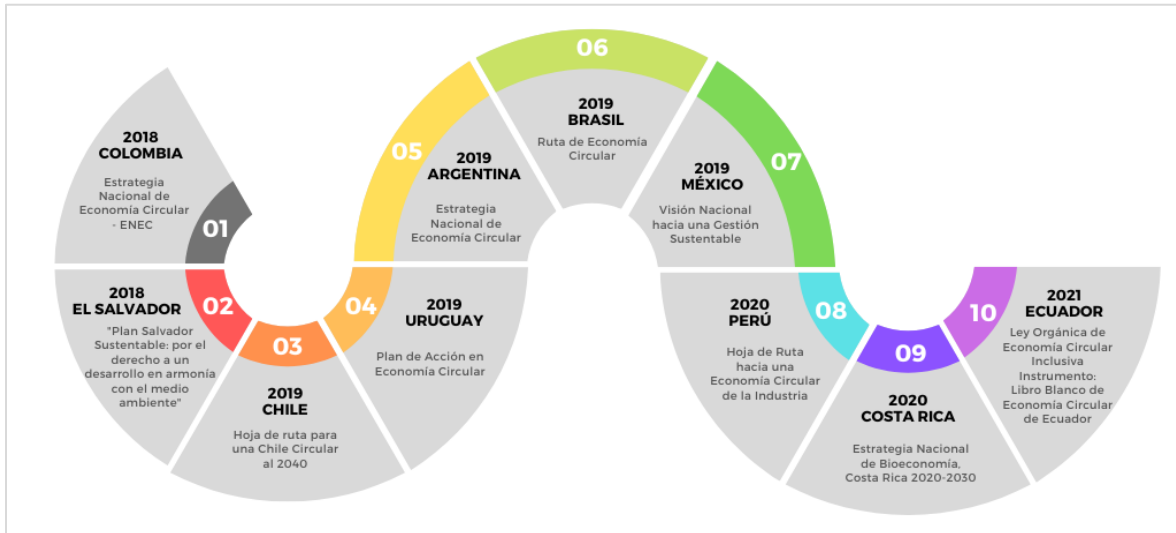 01
2018
COLOMBIA
Estrategia
Nacional de
Economía Circular
- ENEC
02
2018
EL SALVADOR
"Plan Salvador
Sustentable: por el
derecho a un
desarrollo en armonía
con el medio
ambiente"
03
2019
CHILE
Hoja de ruta para
una Chile Circular
al 2040
04
2019
URUGUAY
Plan de Acción en
Economía Circular
05
2019
ARGENTINA
Estrategia
Nacional de
Economía Circular
06
2019
BRASIL
Ruta de Economía
Circular
07
2019
MÉXICO
Visión Nacional
hacia una Gestión
Sustentable
08
2020
PERÚ
Hoja de Ruta
hacia una
Economía Circular
de la Industria
09
2020
COSTA RICA
Estrategia Nacional
de Bioeconomía,
Costa Rica 2020-2030
10
2021
ECUADOR
Ley Orgánica de
Economía Circular
Inclusiva
Instrumento:
Libro Blanco de
Economía Circular
de Ecuador